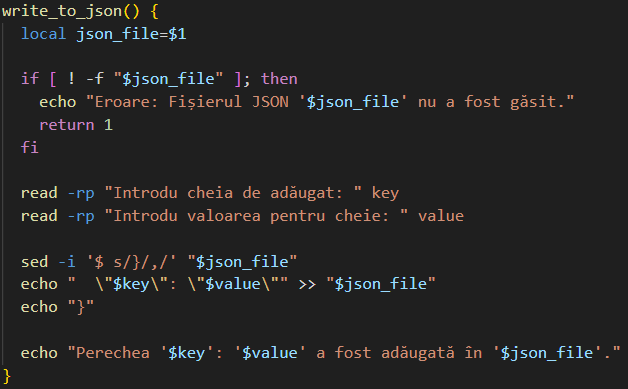 write_to_json() {
  local json_file=$1

  if [ ! -f "$json_file" ]; then
    echo "Eroare: Fișierul JSON '$json_file' nu a fost găsit."
    return 1
  fi

  read -rp "Introdu cheia de adăugat: " key
  read -rp "Introdu valoarea pentru cheie: " value

  sed -i '$ s/}/,/' "$json_file"
  echo "  \"$key\": \"$value\"" >> "$json_file"
  echo "}"

  echo "Perechea '$key': '$value' a fost adăugată în '$json_file'."
}